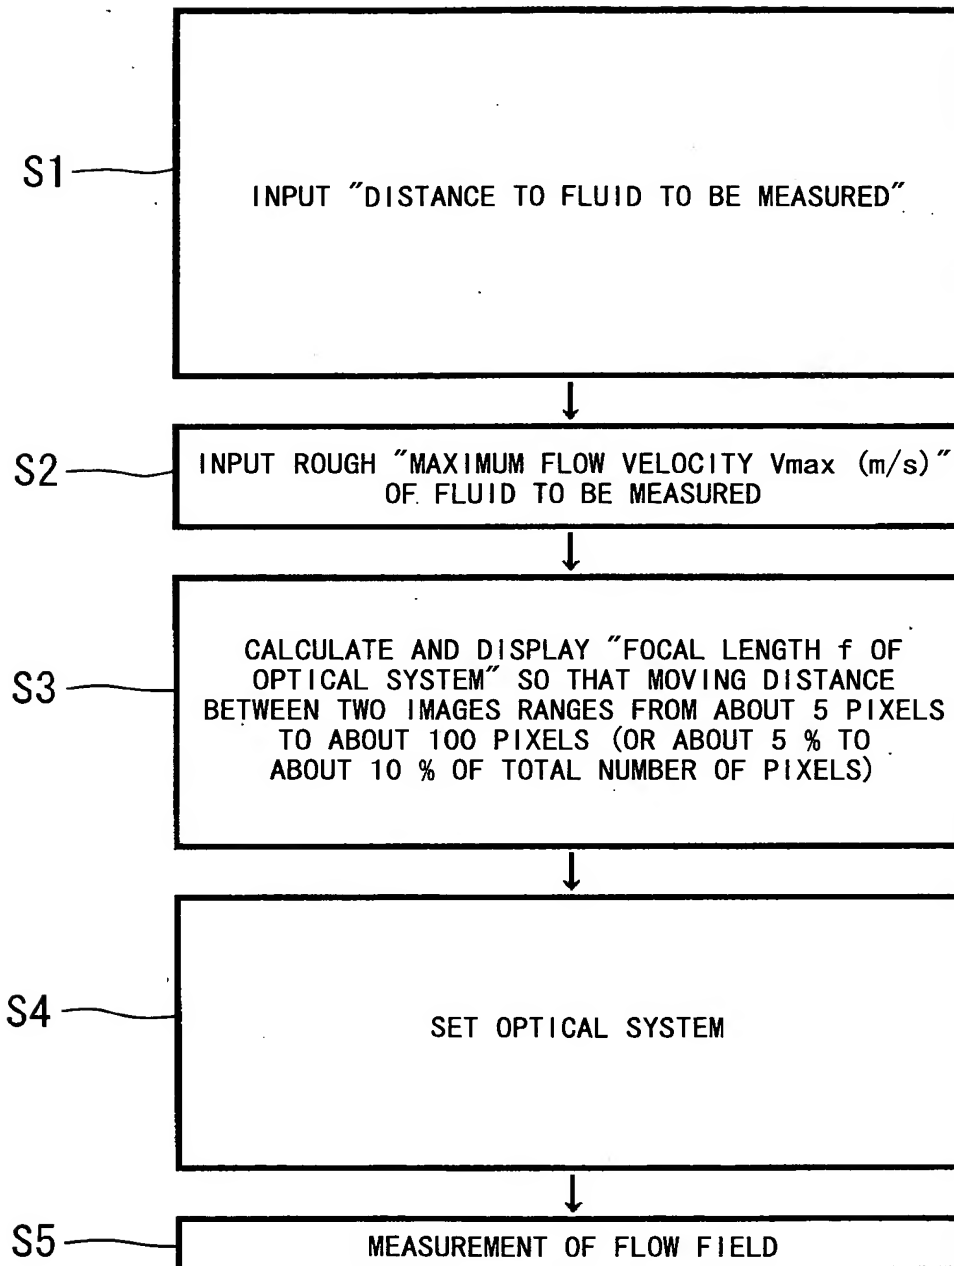 S1
INPUT "DISTANCE TO FLUID TO BE MEASURED"
S2
INPUT ROUGH "MAXIMUM FLOW VELOCITY Vmax (m/s)"
OF FLUID TO BE MEASURED
S3
CALCULATE AND DISPLAY "FOCAL LENGTH f OF
OPTICAL SYSTEM" SO THAT MOVING DISTANCE
BETWEEN TWO IMAGES RANGES FROM ABOUT 5 PIXELS
TO ABOUT 100 PIXELS (OR ABOUT 5 % TO
ABOUT 10 % OF TOTAL NUMBER OF PIXELS)
S4
SET OPTICAL SYSTEM
S5
MEASUREMENT OF FLOW FIELD